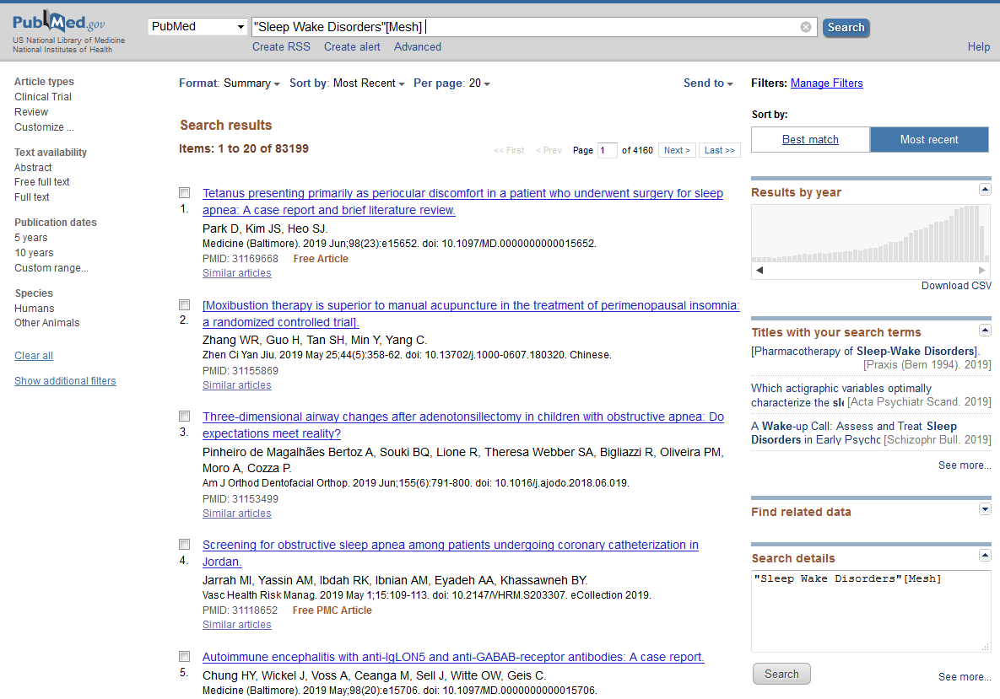 PubMed.gov
US National Library of Medicine
National Institutes of Health
PubMed
"Sleep Wake Disorders"[Mesh]
Search
Create RSS Create alert Advanced
Help
Article types
Clinical Trial
Review
Customize ...
Text availability
Abstract
Free full text
Full text
Publication dates
5 years
10 years
Custom range...
Species
Humans
Other Animals
Clear all
Show additional filters
Format: Summary Sort by: Most Recent Per page: 20
Send to
Search results
Items: 1 to 20 of 83199
<< First < Prev Page 1 of 4160 Next > Last >>
1.
Tetanus presenting primarily as periocular discomfort in a patient who underwent surgery for sleep
apnea: A case report and brief literature review.
Park D, Kim JS, Heo SJ.
Medicine (Baltimore). 2019 Jun;98(23):e15652. doi: 10.1097/MD.0000000000015652.
PMID: 31169668 Free Article
Similar articles
2.
[Moxibustion therapy is superior to manual acupuncture in the treatment of perimenopausal insomnia:
a randomized controlled trial].
Zhang WR, Guo H, Tan SH, Min Y, Yang C.
Zhen Ci Yan Jiu. 2019 May 25;44(5):358-62. doi: 10.13702/j.1000-0607.180320. Chinese.
PMID: 31155869
Similar articles
3.
Three-dimensional airway changes after adenotonsillectomy in children with obstructive apnea: Do
expectations meet reality?
Pinheiro de Magalhães Bertoz A, Souki BQ, Lione R, Theresa Webber SA, Bigliazzi R, Oliveira PM,
Moro A, Cozza P.
Am J Orthod Dentofacial Orthop. 2019 Jun;155(6):791-800. doi: 10.1016/j.ajodo.2018.06.019.
PMID: 31153499
Similar articles
4.
Screening for obstructive sleep apnea among patients undergoing coronary catheterization in
Jordan.
Jarrah MI, Yassin AM, Ibdah RK, Ibnian AM, Eyadeh AA, Khassawneh BY.
Vasc Health Risk Manag. 2019 May 1;15:109-113. doi: 10.2147/VHRM.S203307. eCollection 2019.
PMID: 31118652 Free PMC Article
Similar articles
5.
Autoimmune encephalitis with anti-IgLON5 and anti-GABAB-receptor antibodies: A case report.
Chung HY, Wickel J, Voss A, Ceanga M, Sell J, Witte OW, Geis C.
Medicine (Baltimore). 2019 May;98(20):e15706. doi: 10.1097/MD.0000000000015706.
Filters: Manage Filters
Sort by:
Best match Most recent
Results by year
Download CSV
Titles with your search terms
[Pharmacotherapy of Sleep-Wake Disorders].
[Praxis (Bern 1994). 2019]
Which actigraphic variables optimally
characterize the sle [Acta Psychiatr Scand. 2019]
A Wake-up Call: Assess and Treat Sleep
Disorders in Early Psycho [Schizophr Bull. 2019]
See more...
Find related data
Search details
"Sleep Wake Disorders"[Mesh]
Search
See more...